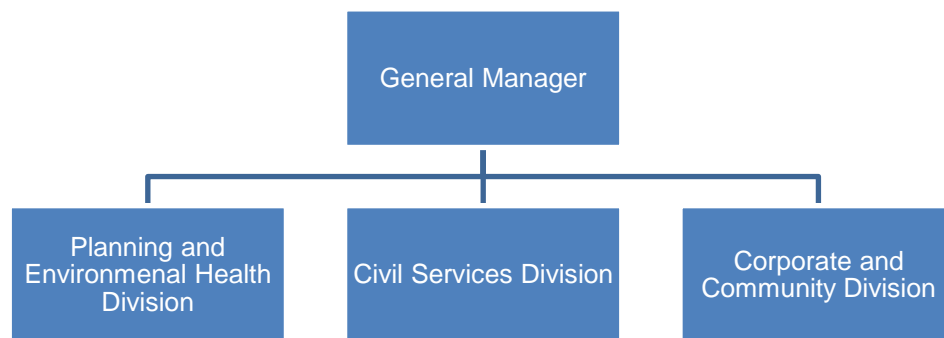 General Manager
Planning and
Environmenal Health
Division
Civil Services Division
Corporate and
Community Division